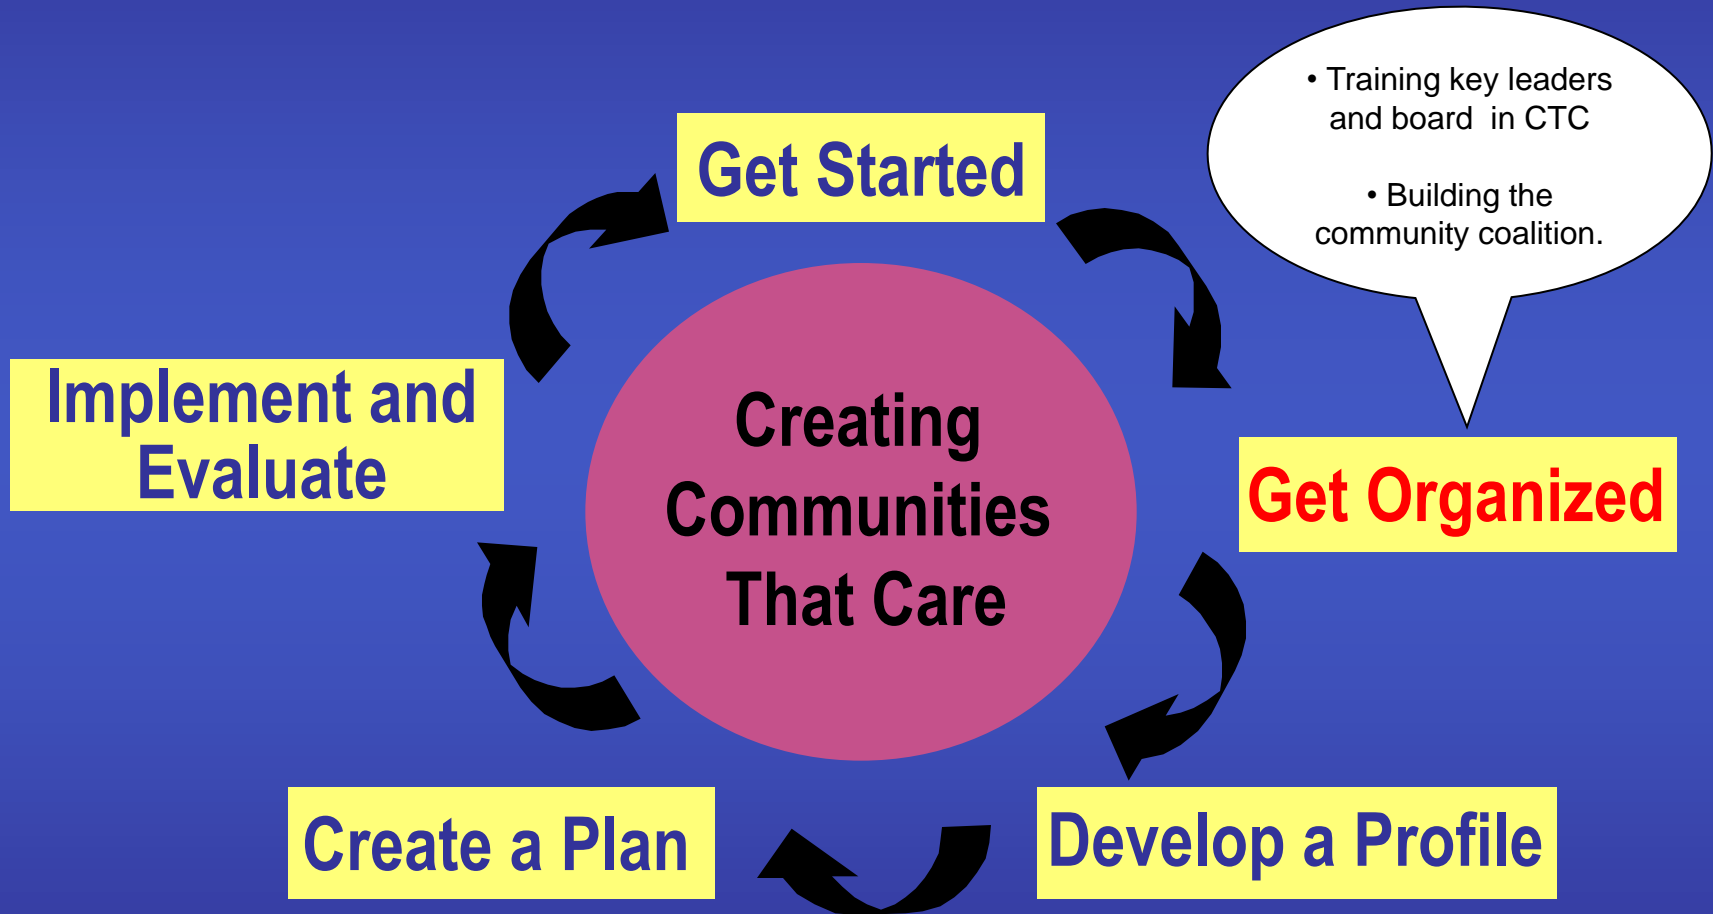 • Training key leaders
and board in CTC
• Building the
community coalition.
Get Started
Get Organized
Develop a Profile
Create a Plan
Implement and
Evaluate
Creating
Communities
That Care